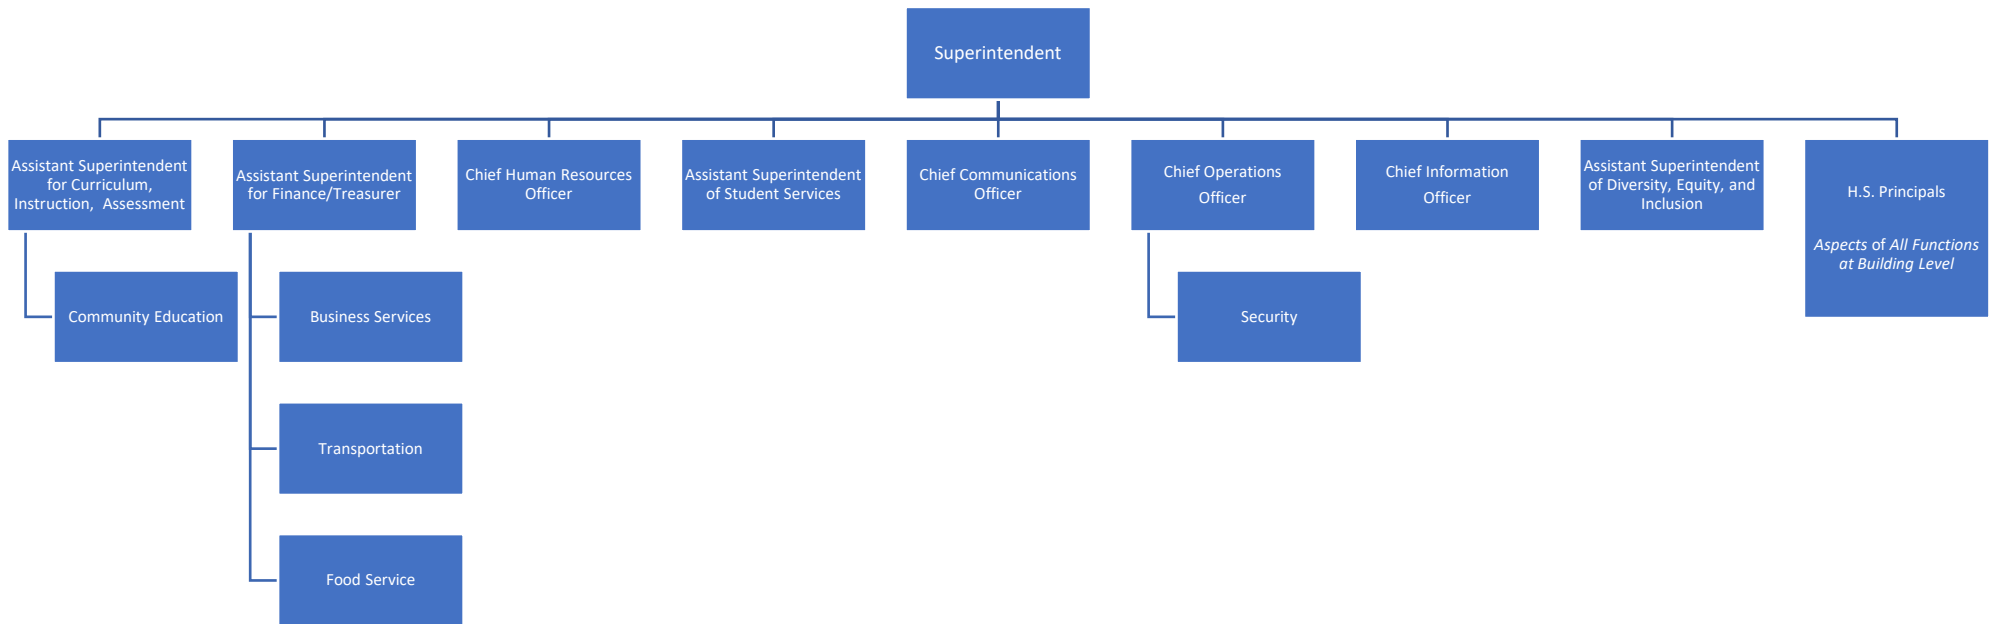 Superintendent
Assistant Superintendent
for Curriculum,
Instruction, Assessment
Assistant Superintendent
for Finance/Treasurer
Chief Human Resources
Officer
Assistant Superintendent
of Student Services
Chief Communications
Officer
Chief Operations
Officer
Chief Information
Officer
Assistant Superintendent
of Diversity, Equity, and
Inclusion
H.S. Principals
Aspects of All Functions
at Building Level
Community Education
Business Services
Security
Transportation
Food Service